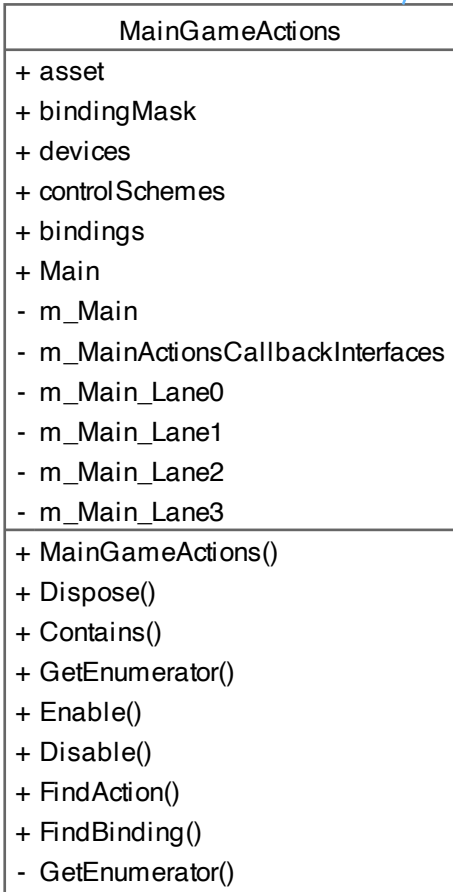 MainGameActions
+ asset
+ bindingMask
+ devices
+ controlSchemes
+ bindings
+ Main
- m_Main
- m_MainActionsCallbackInterfaces
- m_Main_Lane0
- m_Main_Lane1
- m_Main_Lane2
- m_Main_Lane3
+ MainGameActions()
+ Dispose()
+ Contains()
+ GetEnumerator()
+ Enable()
+ Disable()
+ FindAction()
+ FindBinding()
- GetEnumerator()